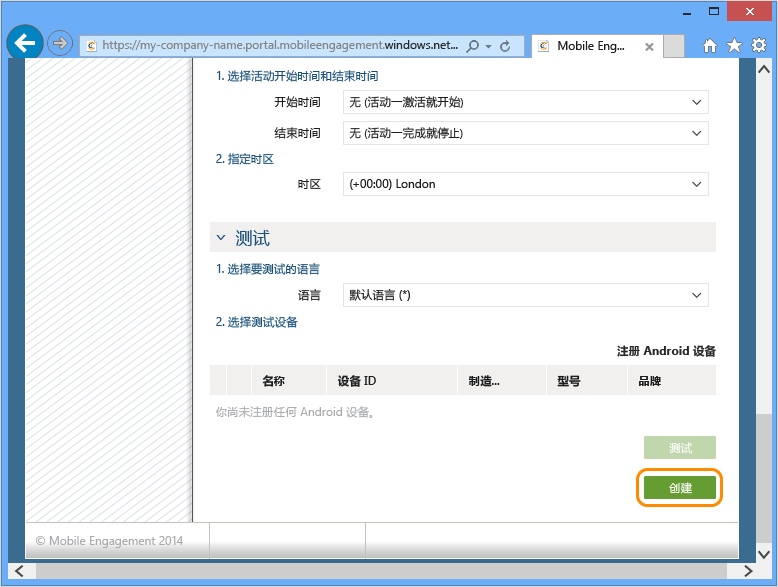 https://my-company-name.portal.mobileengagement.windows.net...
Mobile Eng...
1. 选择活动开始时间和结束时间
开始时间 无 (活动一激活就开始)
结束时间 无 (活动一完成就停止)
2. 指定时区
时区 (+00:00) London
测试
1. 选择要测试的语言
语言 默认语言 (*)
2. 选择测试设备
注册 Android 设备
名称 设备 ID 制造... 型号 品牌
你尚未注册任何 Android 设备。
测试
创建
© Mobile Engagement 2014